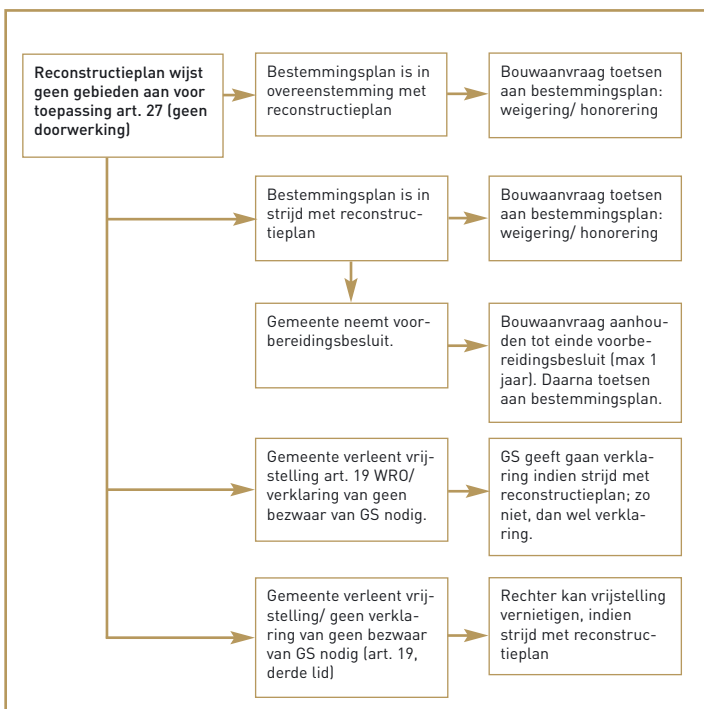 Reconstructieplan wijst
geen gebieden aan voor
toepassing art. 27 (geen
doorwerking)
Bestemmingsplan is in
overeenstemming met
reconstructieplan
Bouwaanvraag toetsen
aan bestemmingsplan:
weigering/ honorering
Bestemmingsplan is in
strijd met reconstruc-
tieplan
Bouwaanvraag toetsen
aan bestemmingsplan:
weigering/ honorering
Gemeente neemt voor-
bereidingsbesluit.
Bouwaanvraag aanhou-
den tot einde voorbe-
reidingsbesluit (max 1
jaar). Daarna toetsen
aan bestemmingsplan.
Gemeente verleent vrij-
stelling art. 19 WRO/
verklaring van geen
bezwaar van GS nodig.
GS geeft gaan verkla-
ring indien strijd met
reconstructieplan; zo
niet, dan wel verkla-
ring.
Gemeente verleent vrij-
stelling/ geen verkla-
ring van geen bezwaar
van GS nodig (art. 19,
derde lid)
Rechter kan vrijstelling
vernietigen, indien
strijd met reconstruc-
tieplan